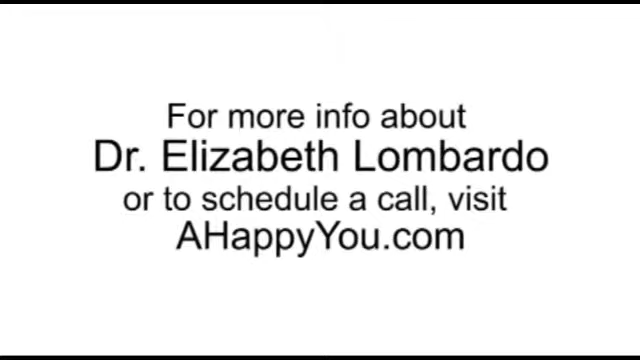 For more info about
Dr. Elizabeth Lombardo
or to schedule a call, visit
AHappyYou.com